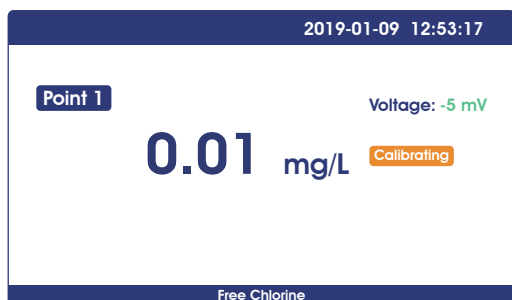 2019-01-09 12:53:17
Point 1
Voltage: -5 mV
0.01 mg/L
Calibrating
Free Chlorine